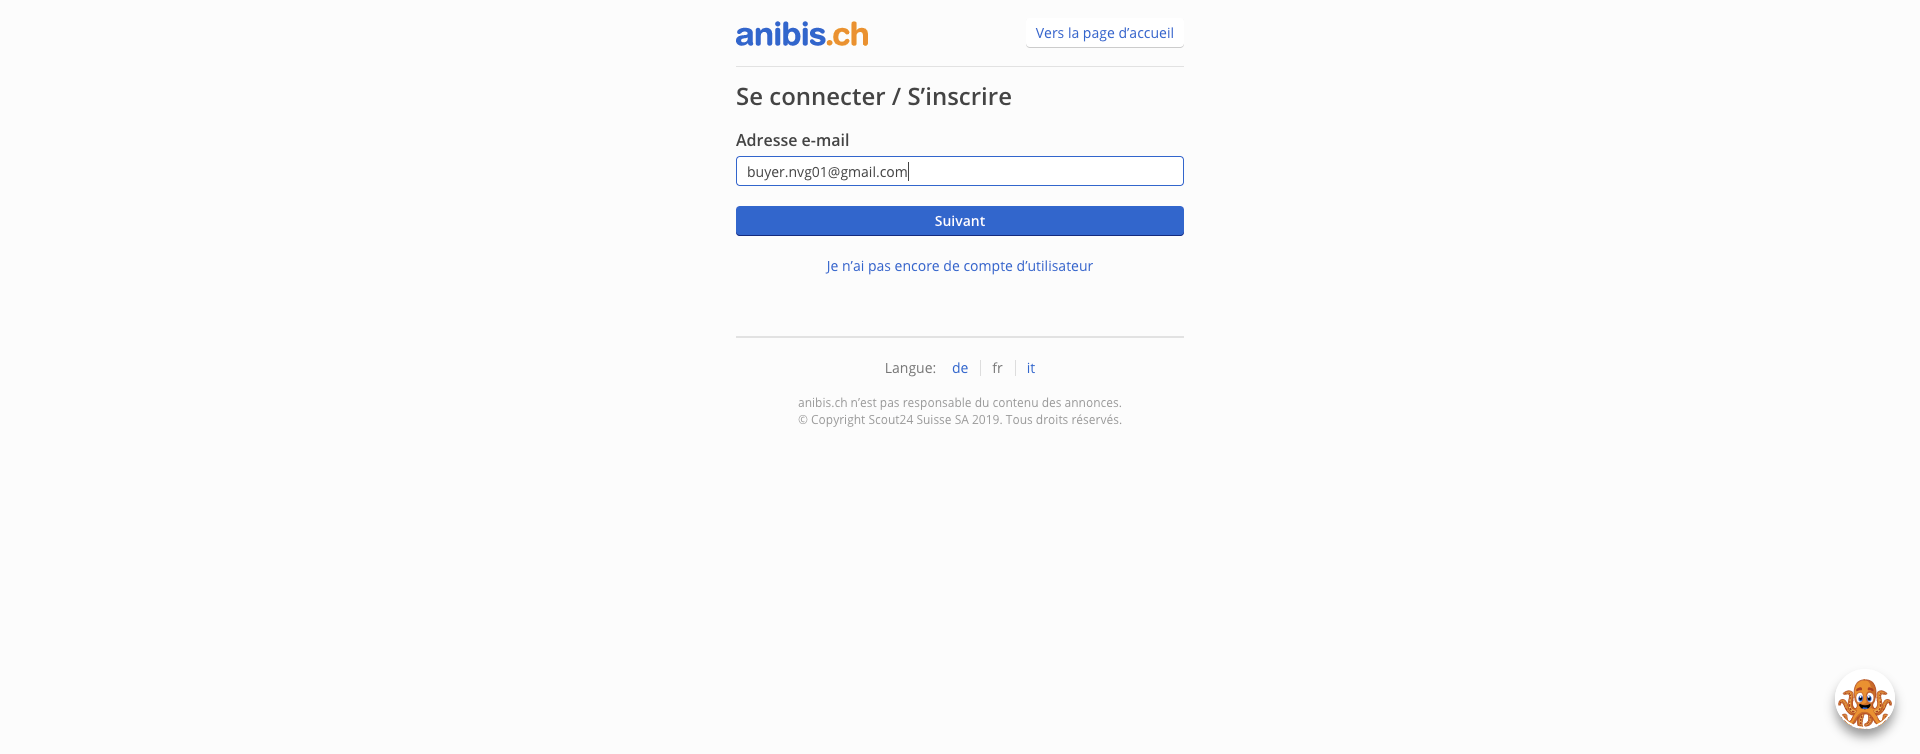 anibis.ch
Vers la page d’accueil
Se connecter / S’inscrire
Adresse e-mail
buyer.nvg01@gmail.com
Suivant
Je n’ai pas encore de compte d’utilisateur
Langue: de fr it
anibis.ch n’est pas responsable du contenu des annonces.
© Copyright Scout24 Suisse SA 2019. Tous droits réservés.